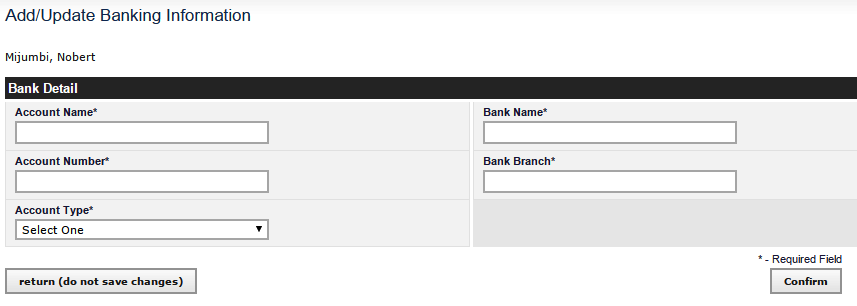 Add/Update Banking Information
Mijumbi, Nobert
Bank Detail
Account Name*
Bank Name*
Account Number*
Bank Branch*
Account Type*
Select One
* - Required Field
return (do not save changes)
Confirm